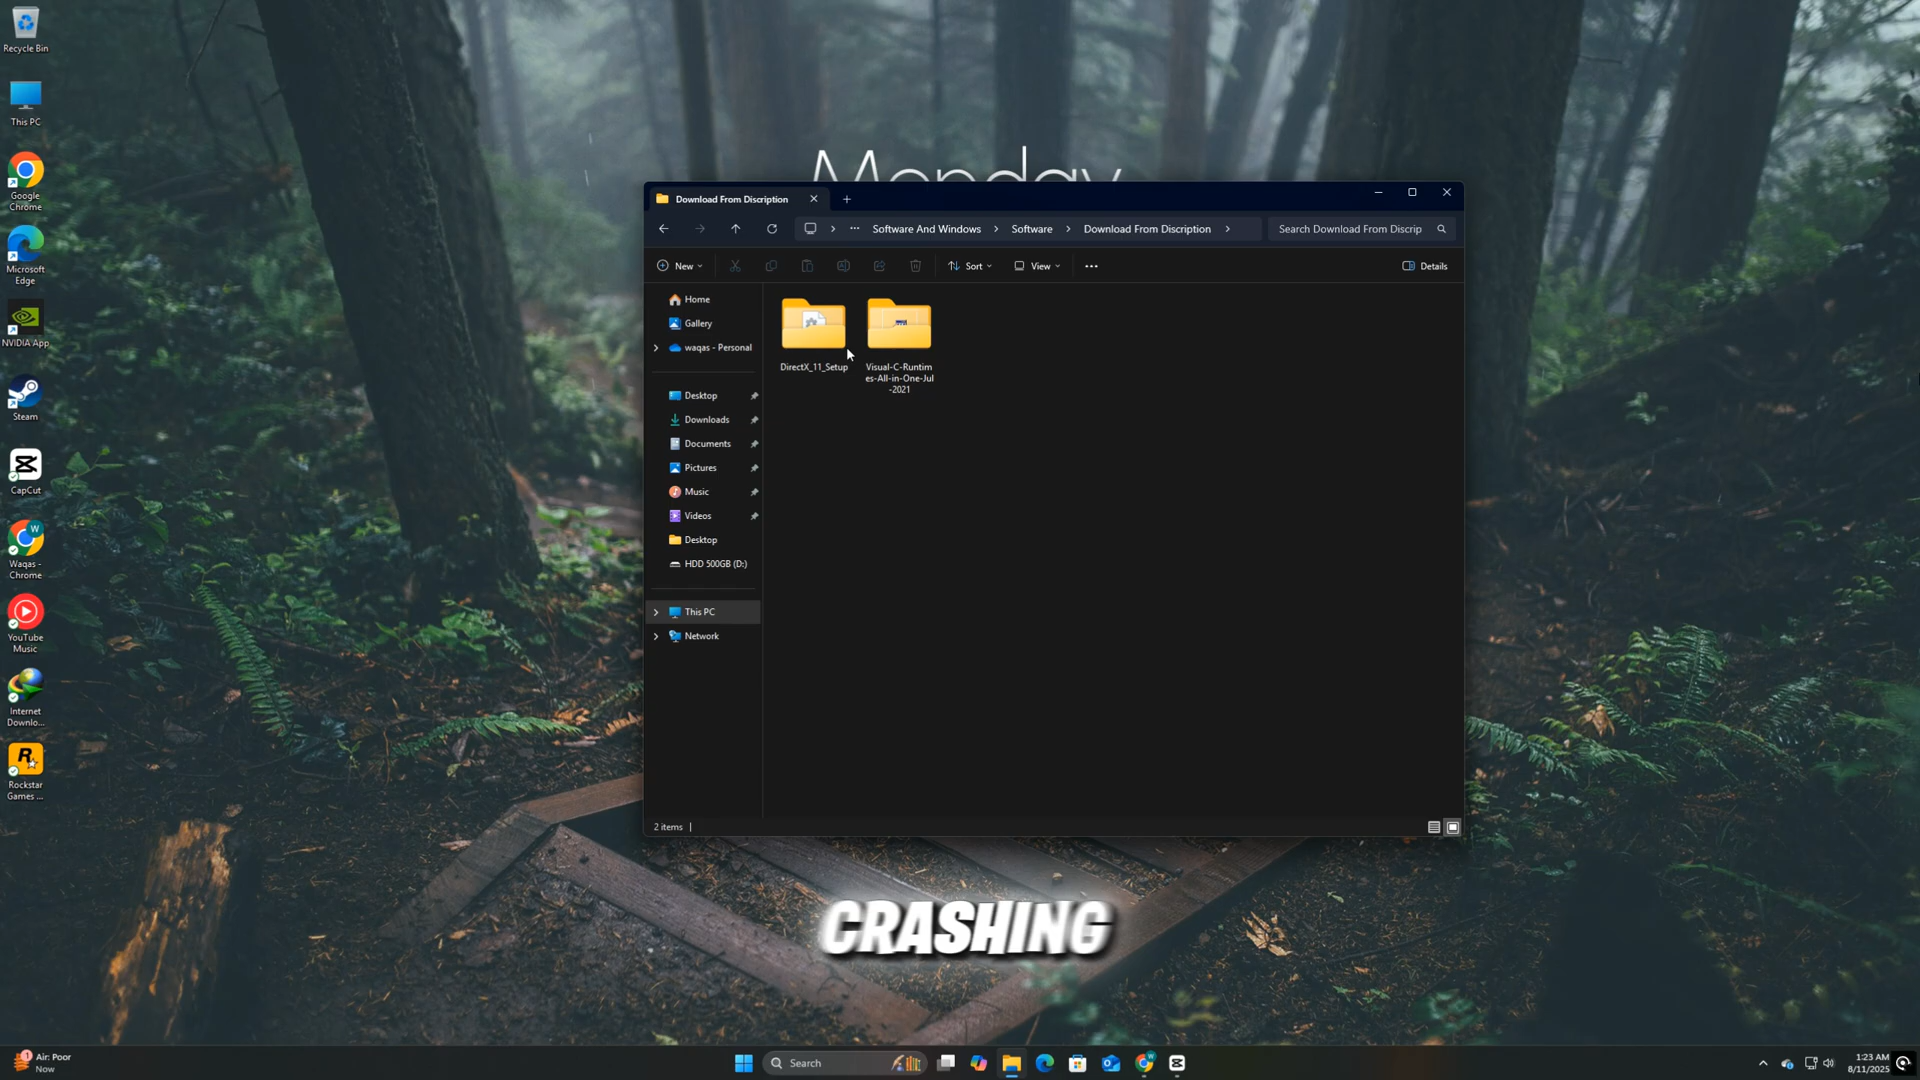 Recycle Bin
This PC
Google
Chrome
Microsoft
Edge
NVIDIA App
Steam
CapCut
Waqas -
Chrome
YouTube
Music
Internet
Downlo...
Rockstar
Games ...
Monday
Download From Discription
Software And Windows
Software
Download From Discription
Search Download From Discrip
New
Sort
View
Details
Home
Gallery
waqas - Personal
Desktop
Downloads
Documents
Pictures
Music
Videos
Desktop
HDD 500GB (D:)
This PC
Network
DirectX_11_Setup
Visual-C-Runtim
es-All-in-One-Jul
-2021
2 items
CRASHING
1
Air: Poor
Now
Search
W
1:23 AM
8/11/2025